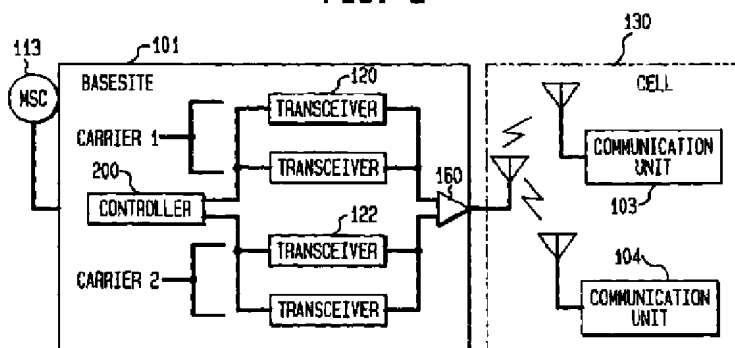 113
101
130
MSC
BASESITE
120
CELL
TRANSCEIVER
CARRIER 1
TRANSCEIVER
200
160
COMMUNICATION
UNIT
103
CONTROLLER
122
TRANSCEIVER
CARRIER 2
TRANSCEIVER
104
COMMUNICATION
UNIT